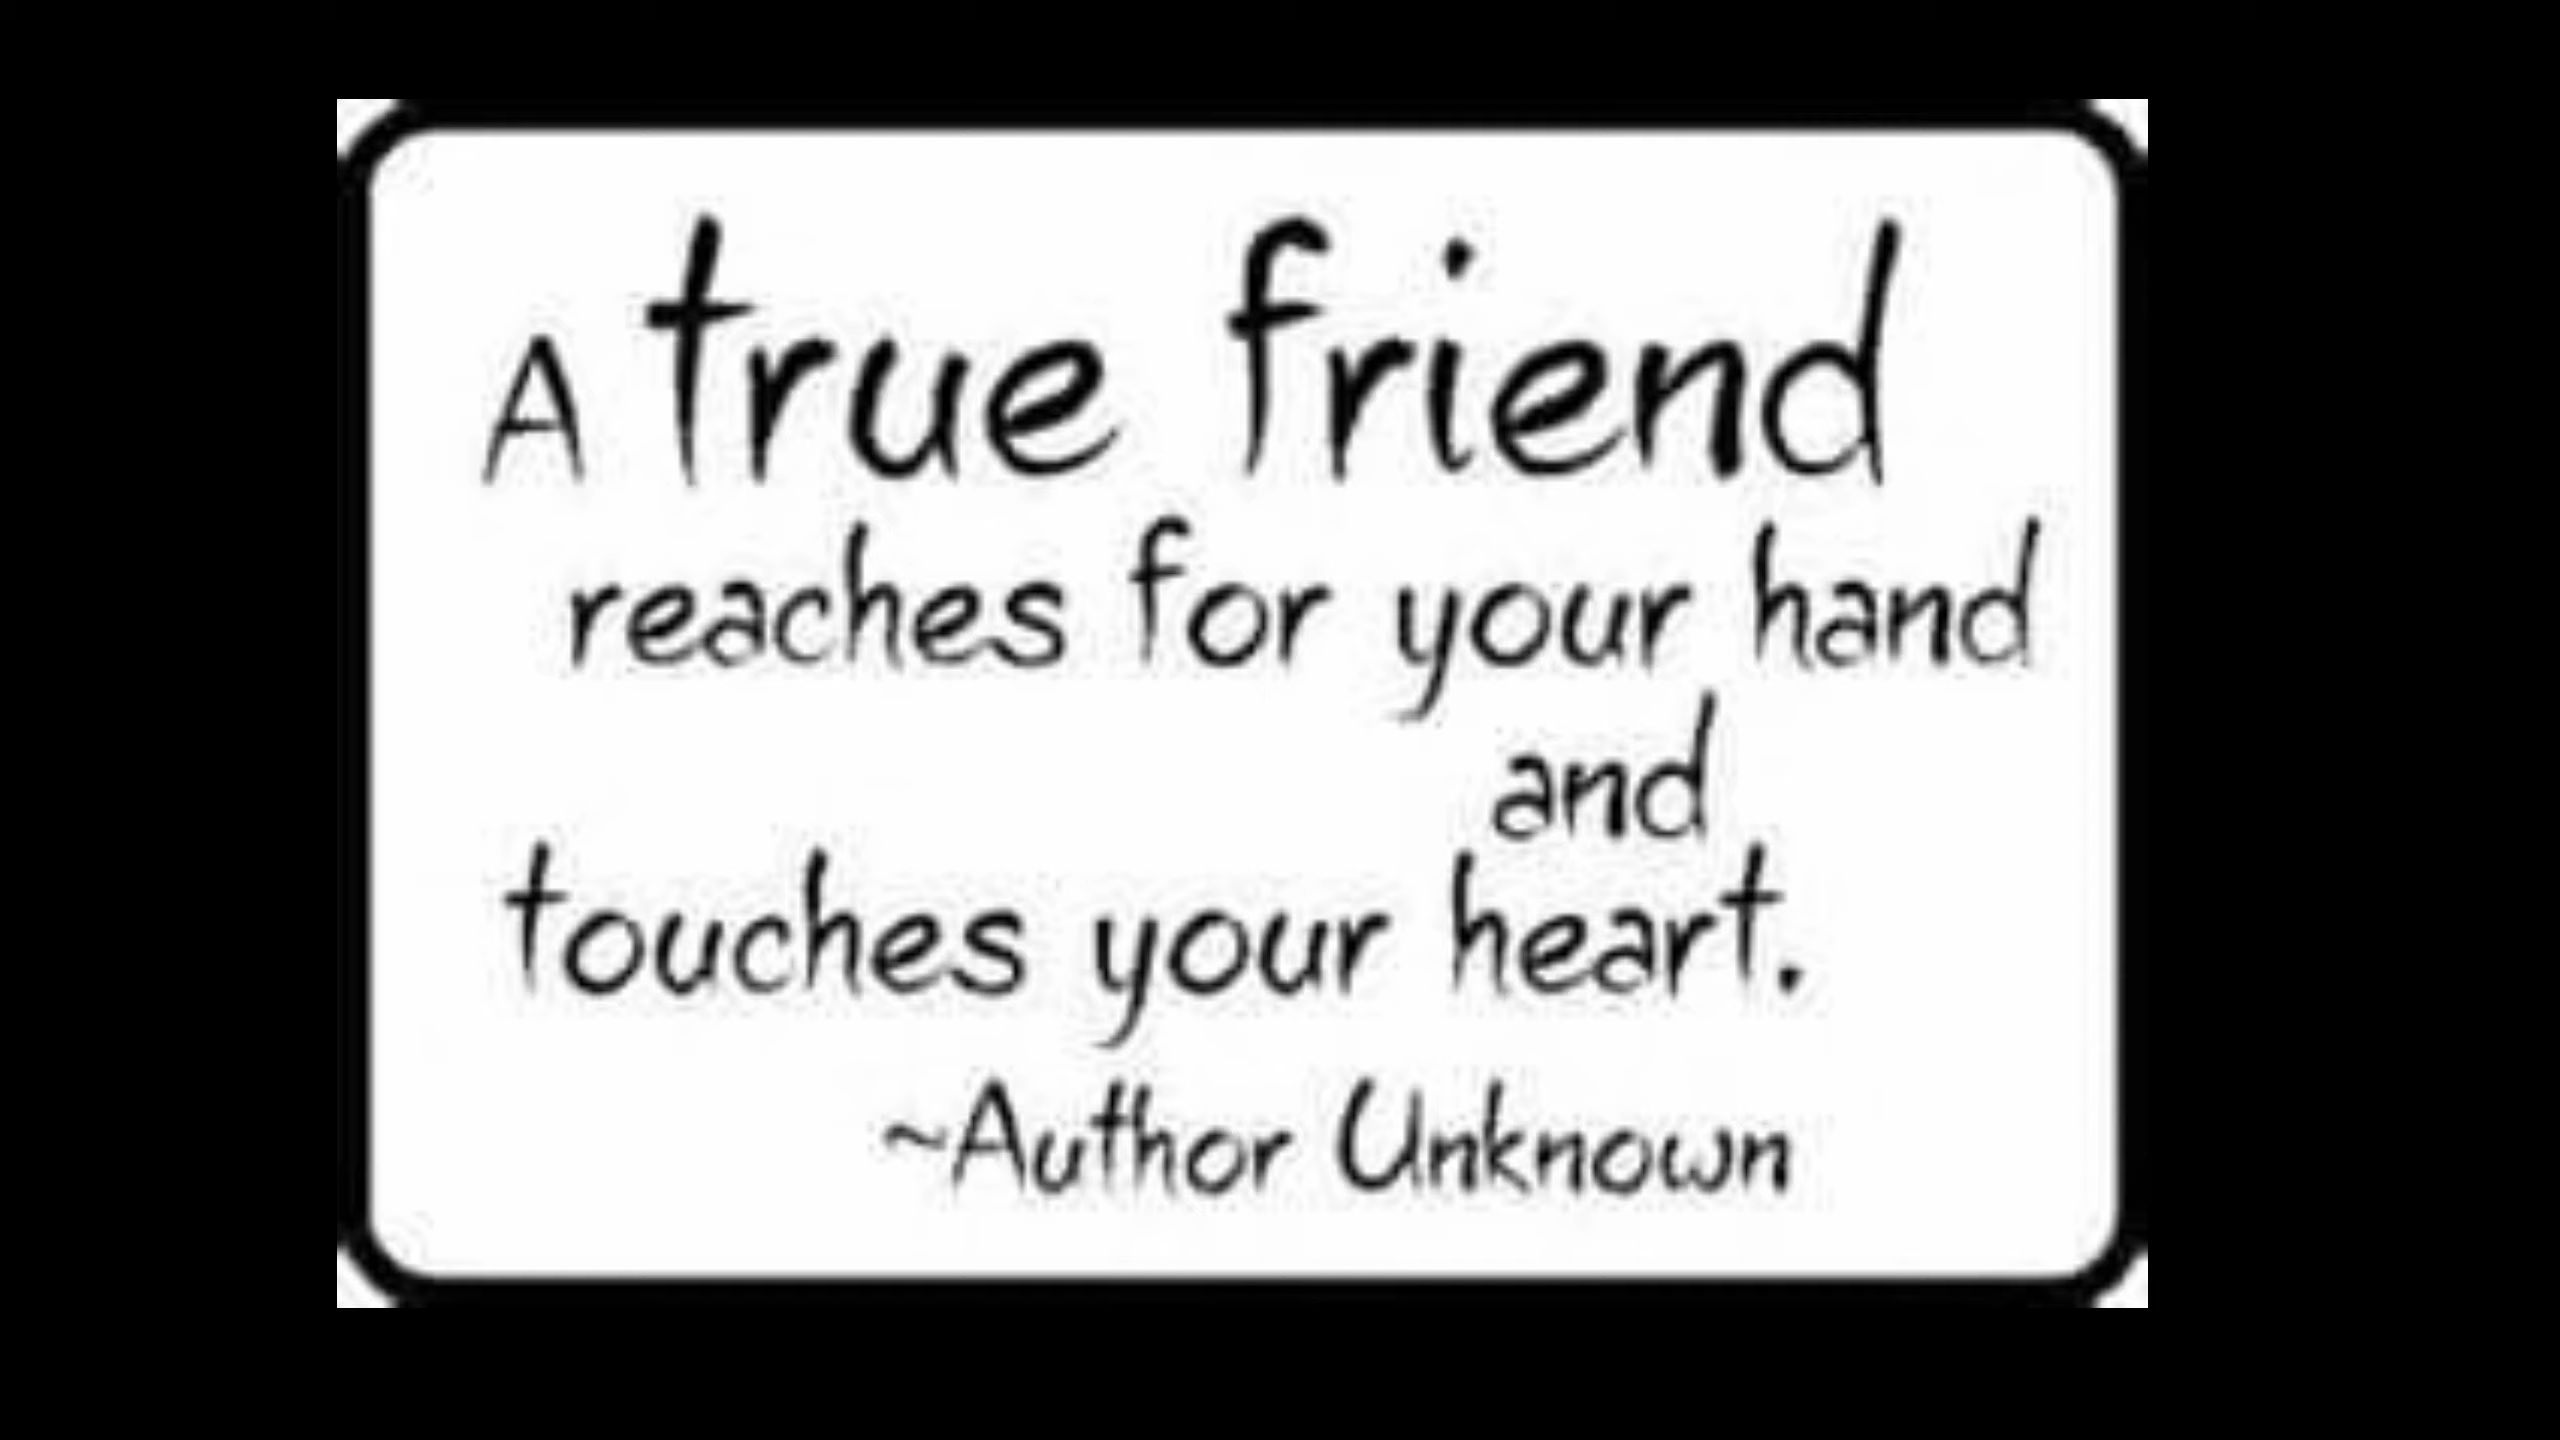 A true friend
reaches for your hand
and
touches your heart.
~Author Unknown